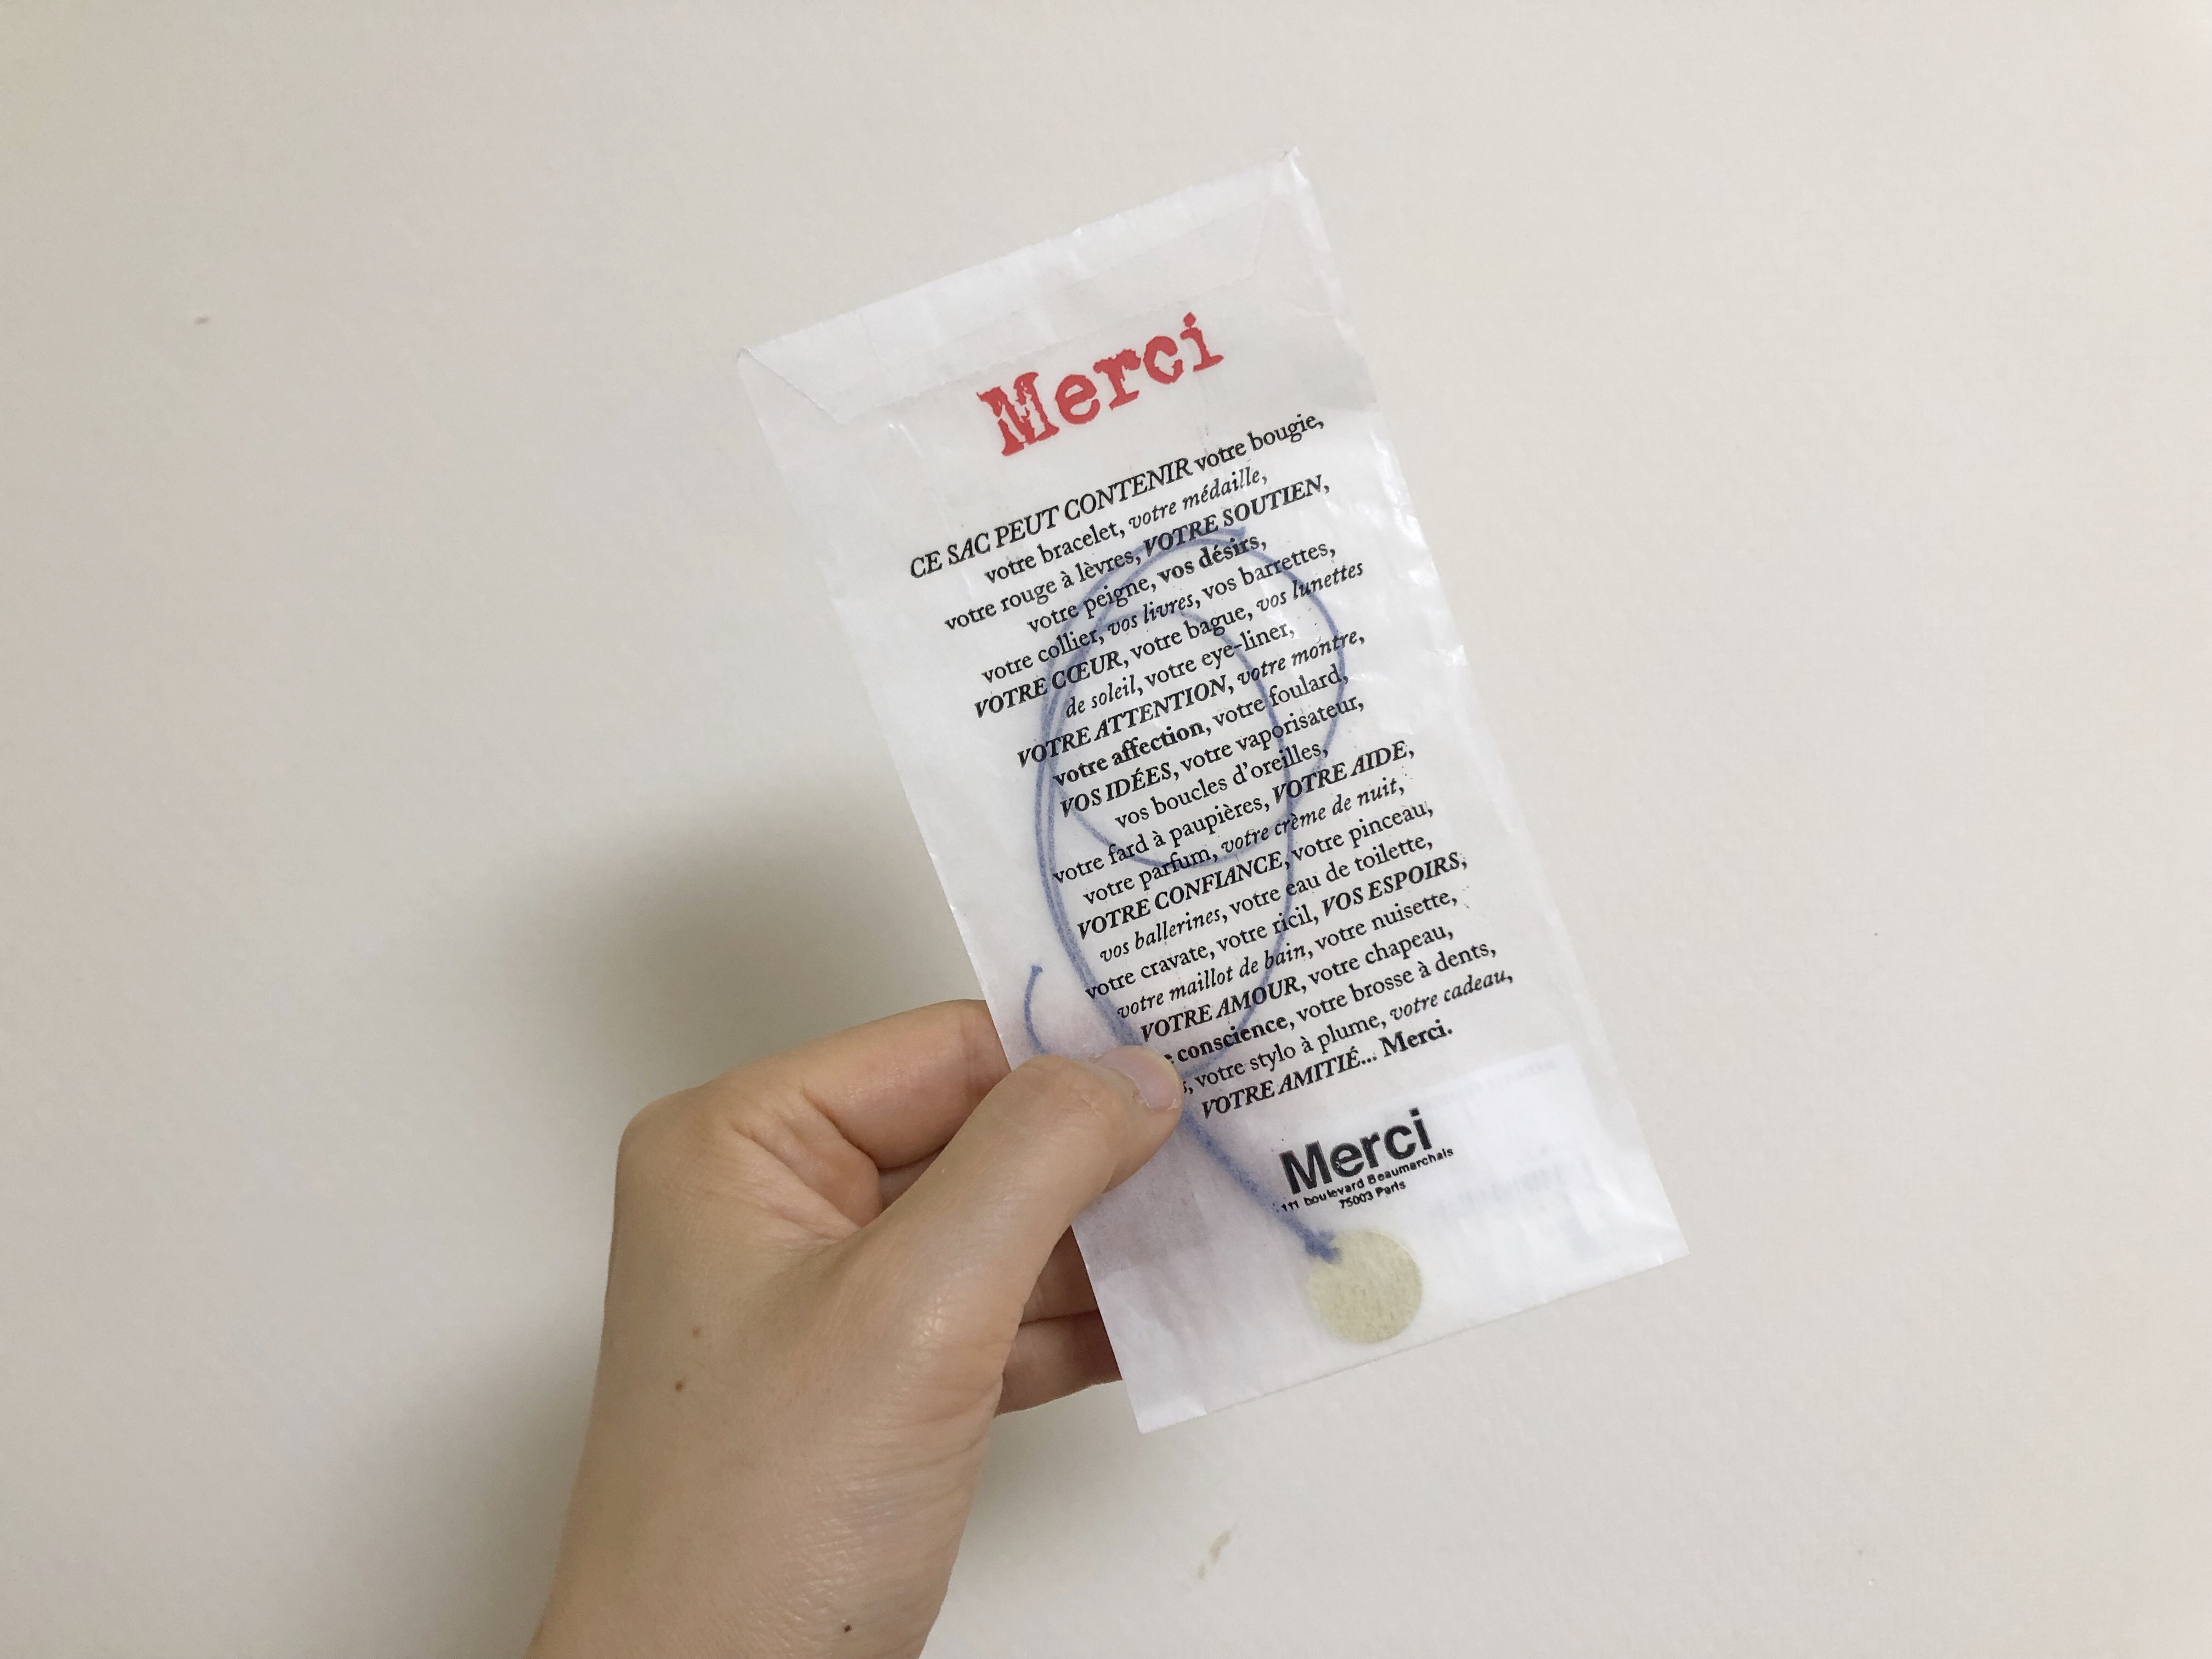 Merci
CE SAC PEUT CONTENIR votre bougie,
votre bracelet, votre médaille,
votre rouge à lèvres, VOTRE SOUTIEN,
votre peigne, vos désirs,
votre collier, vos livres, vos barrettes,
VOTRE CŒUR, votre bague, vos lunettes
de soleil, votre eye-liner,
VOTRE ATTENTION, votre montre,
votre affection, votre foulard,
VOS IDÉES, votre vaporisateur,
vos boucles d'oreilles,
votre fard à paupières, VOTRE AIDE,
votre parfum, votre crème de nuit,
VOTRE CONFIANCE, votre pinceau,
vos ballerines, votre eau de toilette,
votre cravate, votre ricil, VOS ESPOIRS,
votre maillot de bain, votre nuisette,
VOTRE AMOUR, votre chapeau,
conscience, votre brosse à dents,
votre stylo à plume, votre cadeau,
VOTRE AMITIÉ... Merci.
Merci
111 boulevard Beaumarchais
75003 Paris